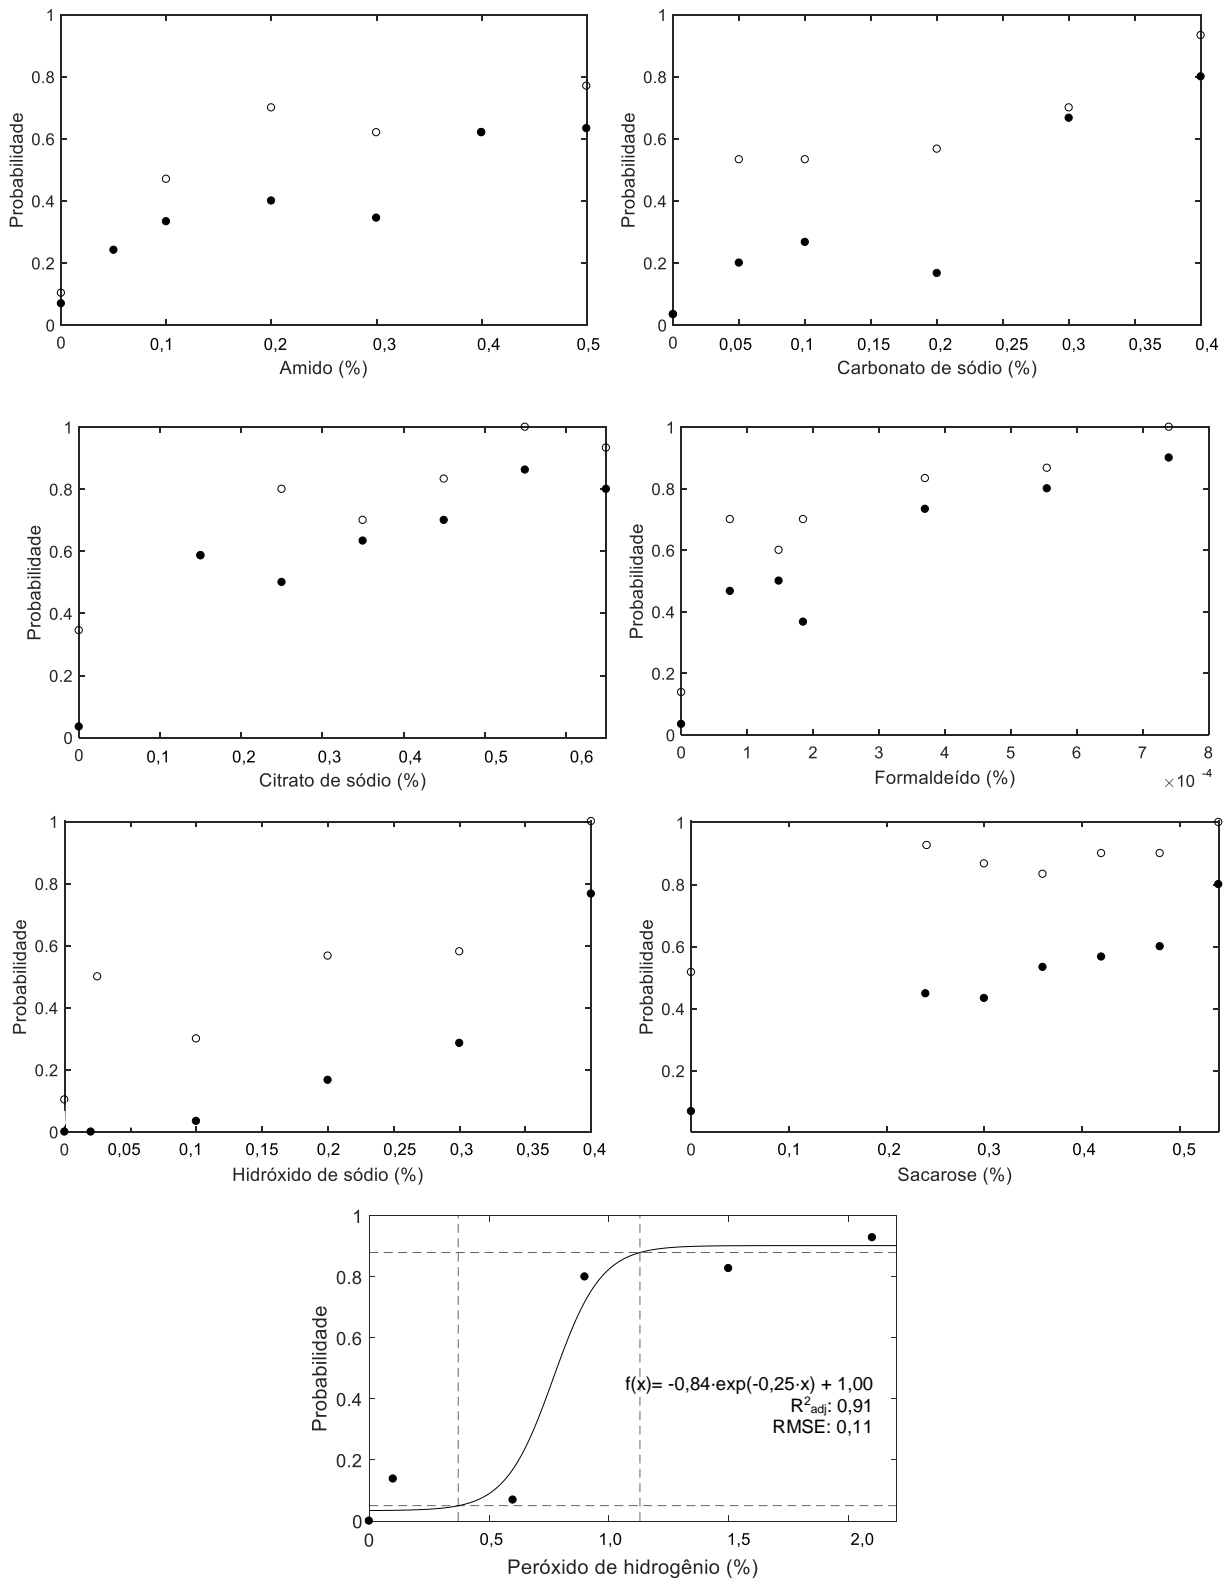 1
0.8
0.6
0.4
0.2
0
Probabilidade
0 0,1 0,2 0,3 0,4 0,5
Amido (%)
1
0.8
0.6
0.4
0.2
0
Probabilidade
0 0,05 0,1 0,15 0,2 0,25 0,3 0,35 0,4
Carbonato de sódio (%)
1
0.8
0.6
0.4
0.2
0
Probabilidade
0 0,1 0,2 0,3 0,4 0,5 0,6
Citrato de sódio (%)
1
0.8
0.6
0.4
0.2
0
Probabilidade
0 1 2 3 4 5 6 7 8
Formaldeído (%)
×10 -4
1
0.8
0.6
0.4
0.2
0
Probabilidade
0 0,05 0,1 0,15 0,2 0,25 0,3 0,35 0,4
Hidróxido de sódio (%)
1
0.8
0.6
0.4
0.2
Probabilidade
0 0,1 0,2 0,3 0,4 0,5
Sacarose (%)
1
0.8
0.6
0.4
0.2
0
Probabilidade
f(x)= -0,84·exp(-0,25·x) + 1,00
R²adj: 0,91
RMSE: 0,11
0 0,5 1,0 1,5 2,0
Peróxido de hidrogênio (%)